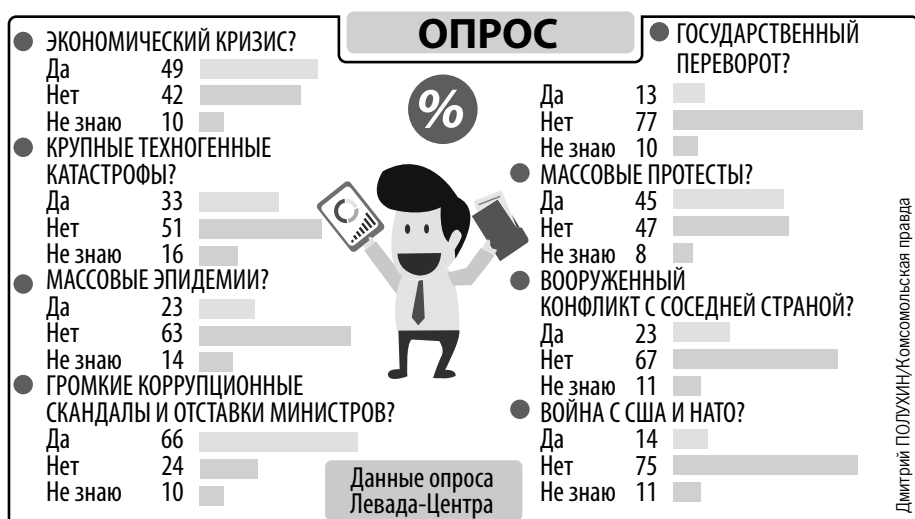 ОПРОС
%
ЭКОНОМИЧЕСКИЙ КРИЗИС?
Да 49
Нет 42
Не знаю 10
КРУПНЫЕ ТЕХНОГЕННЫЕ
КАТАСТРОФЫ?
Да 33
Нет 51
Не знаю 16
МАССОВЫЕ ЭПИДЕМИИ?
Да 23
Нет 63
Не знаю 14
ГРОМКИЕ КОРРУПЦИОННЫЕ
СКАНДАЛЫ И ОТСТАВКИ МИНИСТРОВ?
Да 66
Нет 24
Не знаю 10
ГОСУДАРСТВЕННЫЙ
ПЕРЕВОРОТ?
Да 13
Нет 77
Не знаю 10
МАССОВЫЕ ПРОТЕСТЫ?
Да 45
Нет 47
Не знаю 8
ВООРУЖЕННЫЙ
КОНФЛИКТ С СОСЕДНЕЙ СТРАНОЙ?
Да 23
Нет 67
Не знаю 11
ВОЙНА С США И НАТО?
Да 14
Нет 75
Не знаю 11
Данные опроса
Левада-Центра
Дмитрий ПОЛУХИН/Комсомольская правда